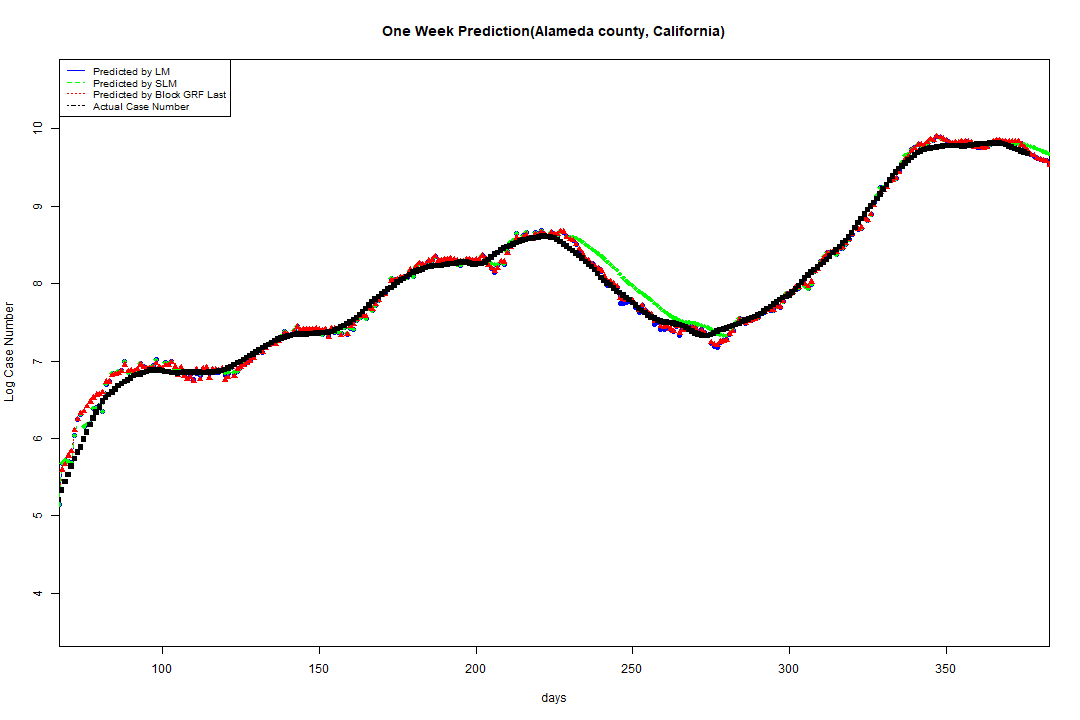 One Week Prediction(Alameda county, California)
Predicted by LM
Predicted by SLM
Predicted by Block GRF Last
Actual Case Number
10
9
8
7
6
5
4
Log Case Number
100 150 200 250 300 350
days